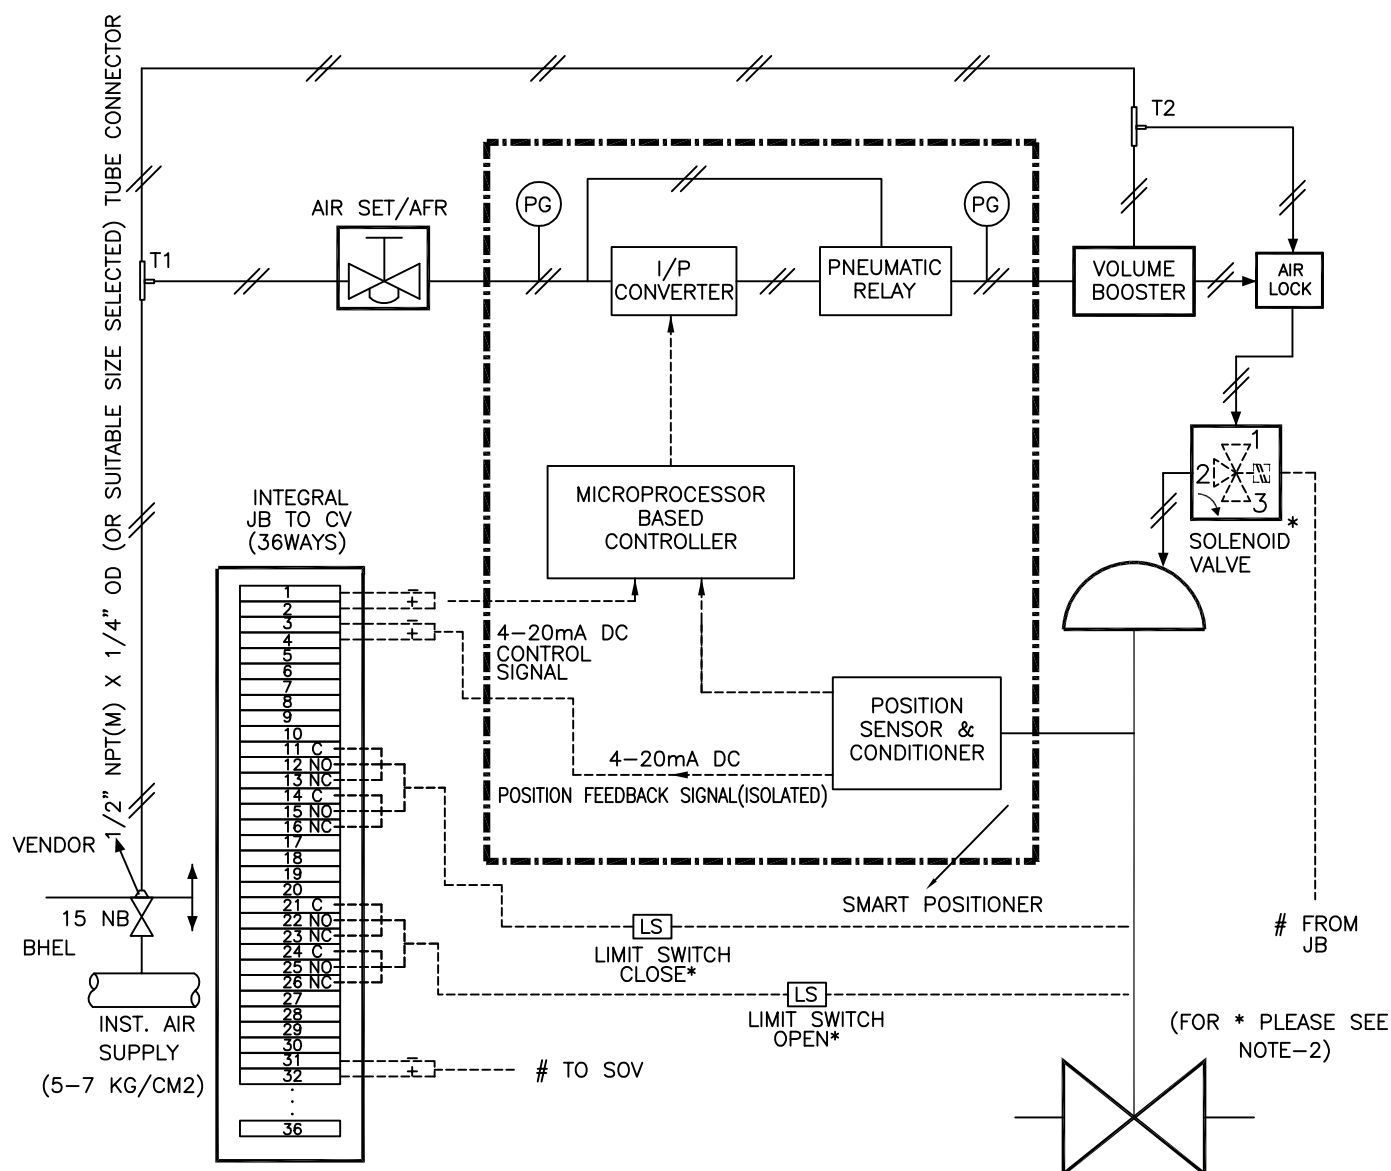 1/2" NPT(M) X 1/4" OD (OR SUITABLE SIZE SELECTED) TUBE CONNECTOR
T2
T1
AIR SET/AFR
PG
PG
I/P
CONVERTER
PNEUMATIC
RELAY
VOLUME
BOOSTER
AIR
LOCK
1
2
3
*
SOLENOID
VALVE
MICROPROCESSOR
BASED
CONTROLLER
INTEGRAL
JB TO CV
(36WAYS)
1 −
2 +
3 −
4 +
5
6
7
8
9
10
11 C
12 NO
13 NC
14 C
15 NO
16 NC
17
18
19
20
21 C
22 NO
23 NC
24 C
25 NO
26 NC
27
28
29
30
31 −
32 +
36
4−20mA DC
CONTROL
SIGNAL
POSITION
SENSOR &
CONDITIONER
4−20mA DC
POSITION FEEDBACK SIGNAL(ISOLATED)
SMART POSITIONER
VENDOR
15 NB
BHEL
INST. AIR
SUPPLY
(5−7 KG/CM2)
LS
LIMIT SWITCH
CLOSE*
LS
LIMIT SWITCH
OPEN*
# TO SOV
# FROM
JB
(FOR * PLEASE SEE
NOTE−2)